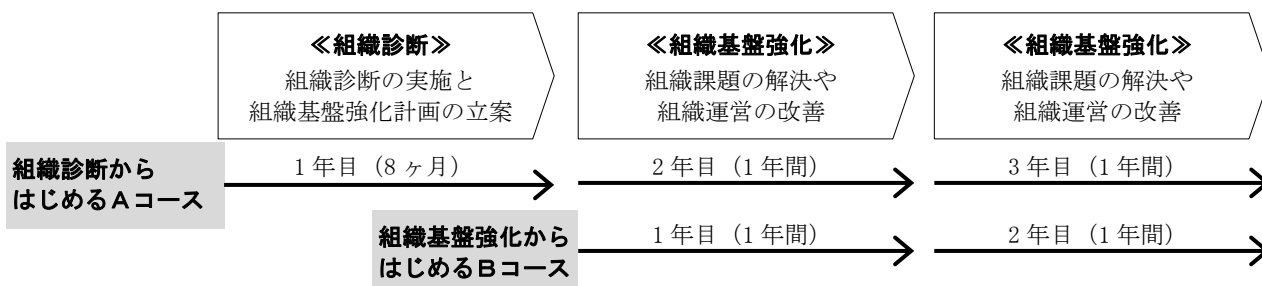 ≪組織診断≫
組織診断の実施と
組織基盤強化計画の立案
≪組織基盤強化≫
組織課題の解決や
組織運営の改善
≪組織基盤強化≫
組織課題の解決や
組織運営の改善
組織診断から
はじめるAコース
1年目(8ヶ月)
2年目(1年間)
3年目(1年間)
組織基盤強化から
はじめるBコース
1年目(1年間)
2年目(1年間)